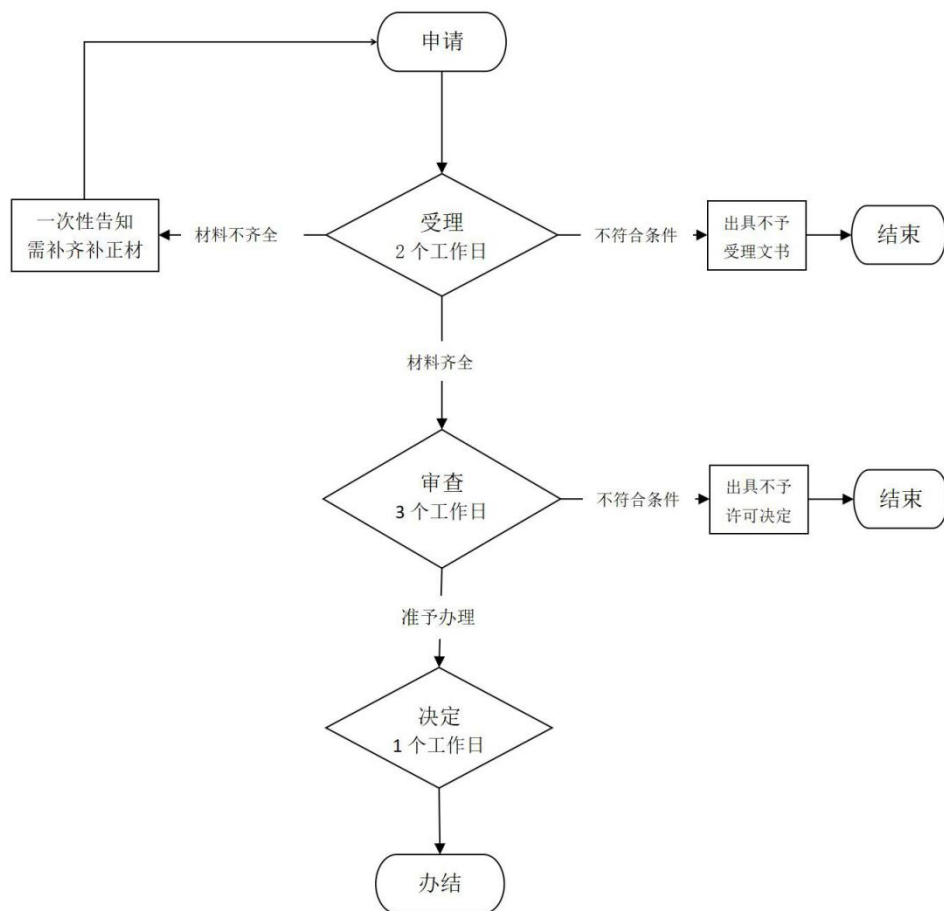 申请
一次性告知
需补齐补正材
材料不齐全
受理
2 个工作日
不符合条件
出具不予
受理文书
结束
材料齐全
审查
3 个工作日
不符合条件
出具不予
许可决定
结束
准予办理
决定
1 个工作日
办结